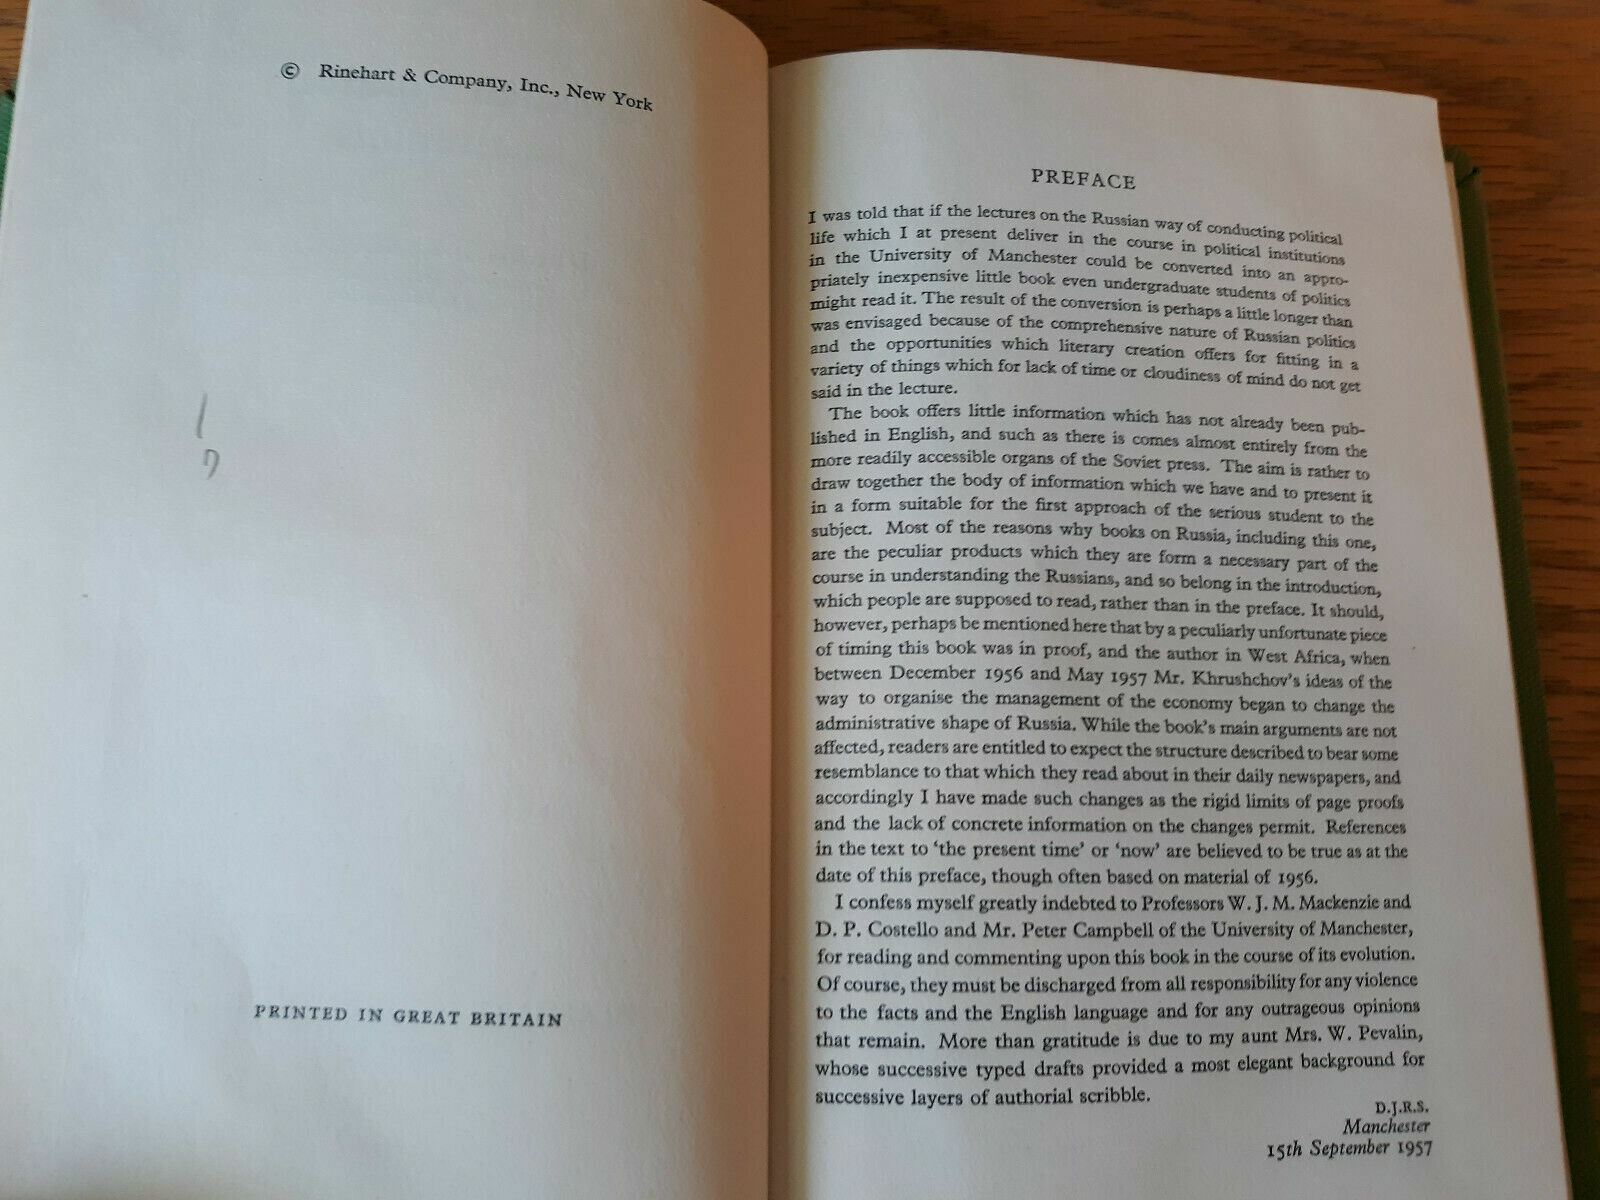 © Rinehart & Company, Inc., New York
1
7
PRINTED IN GREAT BRITAIN
PREFACE
I was told that if the lectures on the Russian way of conducting political
life which I at present deliver in the course in political institutions
in the University of Manchester could be converted into an appro-
priately inexpensive little book even undergraduate students of politics
might read it. The result of the conversion is perhaps a little longer than
was envisaged because of the comprehensive nature of Russian politics
and the opportunities which literary creation offers for fitting in a
variety of things which for lack of time or cloudiness of mind do not get
said in the lecture.
The book offers little information which has not already been pub-
lished in English, and such as there is comes almost entirely from the
more readily accessible organs of the Soviet press. The aim is rather to
draw together the body of information which we have and to present it
in a form suitable for the first approach of the serious student to the
subject. Most of the reasons why books on Russia, including this one,
are the peculiar products which they are form a necessary part of the
course in understanding the Russians, and so belong in the introduction,
which people are supposed to read, rather than in the preface. It should,
however, perhaps be mentioned here that by a peculiarly unfortunate piece
of timing this book was in proof, and the author in West Africa, when
between December 1956 and May 1957 Mr. Khrushchov's ideas of the
way to organise the management of the economy began to change the
administrative shape of Russia. While the book's main arguments are not
affected, readers are entitled to expect the structure described to bear some
resemblance to that which they read about in their daily newspapers, and
accordingly I have made such changes as the rigid limits of page proofs
and the lack of concrete information on the changes permit. References
in the text to 'the present time' or 'now' are believed to be true as at the
date of this preface, though often based on material of 1956.
I confess myself greatly indebted to Professors W. J. M. Mackenzie and
D. P. Costello and Mr. Peter Campbell of the University of Manchester,
for reading and commenting upon this book in the course of its evolution.
Of course, they must be discharged from all responsibility for any violence
to the facts and the English language and for any outrageous opinions
that remain. More than gratitude is due to my aunt Mrs. W. Pevalin,
whose successive typed drafts provided a most elegant background for
successive layers of authorial scribble.
D.J.R.S.
Manchester
15th September 1957